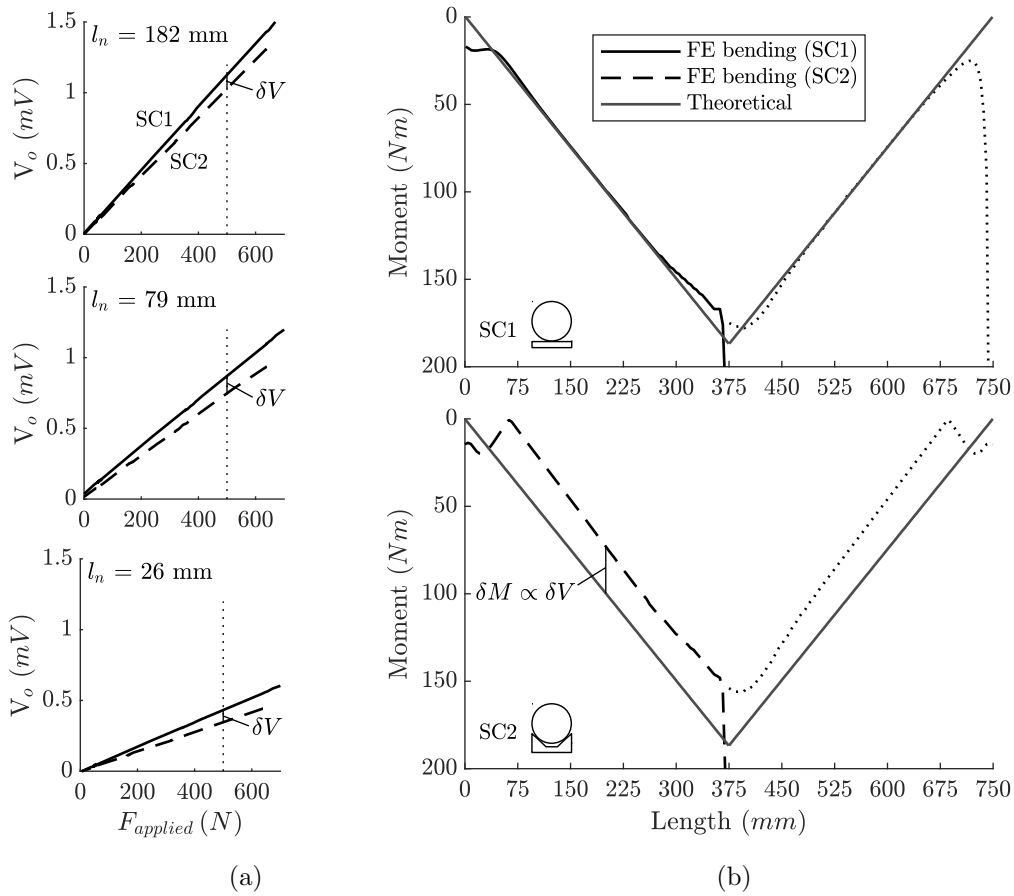 1.5
l_n = 182 mm
1
V_o (mV)
δV
SC1
SC2
0.5
0
0 200 400 600
1.5
l_n = 79 mm
1
V_o (mV)
δV
0.5
0
0 200 400 600
1.5
l_n = 26 mm
1
V_o (mV)
0.5
δV
0
0 200 400 600
F_applied (N)
(a)
0
FE bending (SC1)
FE bending (SC2)
Theoretical
50
Moment (Nm)
100
150
SC1
200
0 75 150 225 300 375 450 525 600 675 750
0
50
Moment (Nm)
δM ∝ δV
100
150
SC2
200
0 75 150 225 300 375 450 525 600 675 750
Length (mm)
(b)